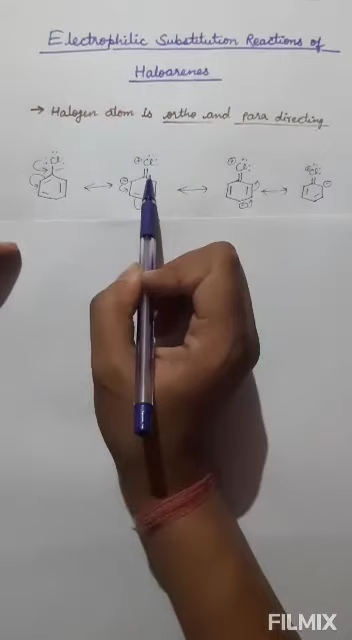 Electrophilic Substitution Reactions of
Haloarenes
→ Halogen atom is ortho and para directing
:C̈l: ↔ ⊕ :C̈l: ↔ ⊕ :C̈l: ↔ ⊕ :C̈l:
FILMIX